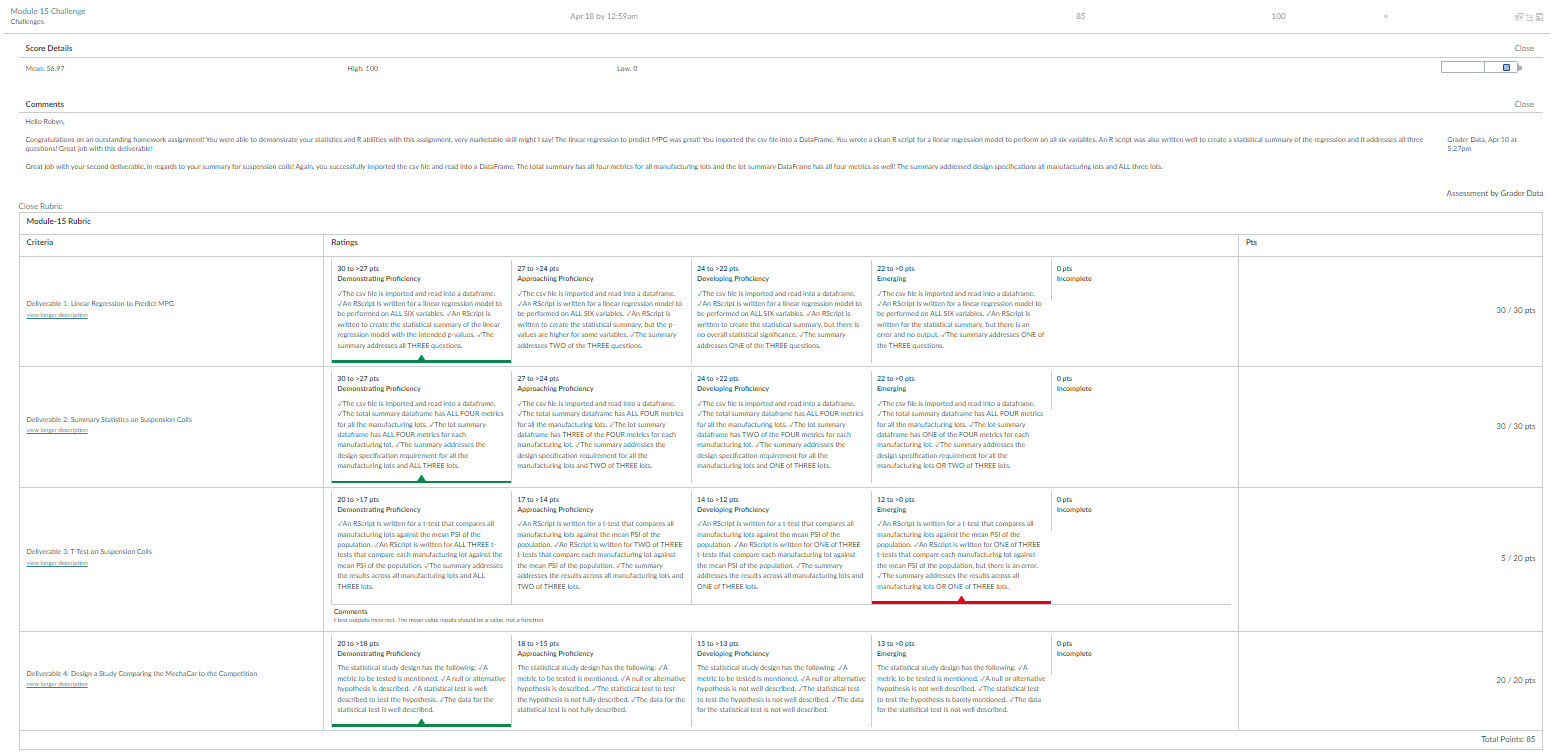 Module 15 Challenge
Challenges
Apr 18 by 12:59am
85
100
×
Score Details
Close
Mean: 56.97
High: 100
Low: 0
Comments
Close
Hello Robyn,
Congratulations on an outstanding homework assignment! You were able to demonstrate your statistics and R abilities with this assignment, very marketable skill might I say! The linear regression to predict MPG was great! You imported the csv file into a DataFrame. You wrote a clean R script for a linear regression model to perform on all six variables. An R script was also written well to create a statistical summary of the regression and it addresses all three
questions! Great job with this deliverable!
Grader Data, Apr 10 at
5:27pm
Great job with your second deliverable, in regards to your summary for suspension coils! Again, you successfully imported the csv file and read into a DataFrame. The total summary has all four metrics for all manufacturing lots and the lot summary DataFrame has all four metrics as well! The summary addressed design specifications all manufacturing lots and ALL three lots.
Assessment by Grader Data
Close Rubric
Module-15 Rubric
Criteria
Ratings
Pts
Deliverable 1: Linear Regression to Predict MPG
view longer description
30 to >27 pts
Demonstrating Proficiency
✓The csv file is imported and read into a dataframe.
✓An RScript is written for a linear regression model to
be performed on ALL SIX variables. ✓An RScript is
written to create the statistical summary of the linear
regression model with the intended p-values. ✓The
summary addresses all THREE questions.
27 to >24 pts
Approaching Proficiency
✓The csv file is imported and read into a dataframe.
✓An RScript is written for a linear regression model to
be performed on ALL SIX variables. ✓An RScript is
written to create the statistical summary, but the p-
values are higher for some variables. ✓The summary
addresses TWO of the THREE questions.
24 to >22 pts
Developing Proficiency
✓The csv file is imported and read into a dataframe.
✓An RScript is written for a linear regression model to
be performed on ALL SIX variables. ✓An RScript is
written to create the statistical summary, but there is
no overall statistical significance. ✓The summary
addresses ONE of the THREE questions.
22 to >0 pts
Emerging
✓The csv file is imported and read into a dataframe.
✓An RScript is written for a linear regression model to
be performed on ALL SIX variables. ✓An RScript is
written for the statistical summary, but there is an
error and no output. ✓The summary addresses ONE of
the THREE questions.
0 pts
Incomplete
30 / 30 pts
Deliverable 2: Summary Statistics on Suspension Coils
view longer description
30 to >27 pts
Demonstrating Proficiency
✓The csv file is imported and read into a dataframe.
✓The total summary dataframe has ALL FOUR metrics
for all the manufacturing lots. ✓The lot summary
dataframe has ALL FOUR metrics for each
manufacturing lot. ✓The summary addresses the
design specification requirement for all the
manufacturing lots and ALL THREE lots.
27 to >24 pts
Approaching Proficiency
✓The csv file is imported and read into a dataframe.
✓The total summary dataframe has ALL FOUR metrics
for all the manufacturing lots. ✓The lot summary
dataframe has THREE of the FOUR metrics for each
manufacturing lot. ✓The summary addresses the
design specification requirement for all the
manufacturing lots and TWO of THREE lots.
24 to >22 pts
Developing Proficiency
✓The csv file is imported and read into a dataframe.
✓The total summary dataframe has ALL FOUR metrics
for all the manufacturing lots. ✓The lot summary
dataframe has TWO of the FOUR metrics for each
manufacturing lot. ✓The summary addresses the
design specification requirement for all the
manufacturing lots and ONE of THREE lots.
22 to >0 pts
Emerging
✓The csv file is imported and read into a dataframe.
✓The total summary dataframe has ALL FOUR metrics
for all the manufacturing lots. ✓The lot summary
dataframe has ONE of the FOUR metrics for each
manufacturing lot. ✓The summary addresses the
design specification requirement for all the
manufacturing lots OR TWO of THREE lots.
0 pts
Incomplete
30 / 30 pts
Deliverable 3: T-Test on Suspension Coils
view longer description
20 to >17 pts
Demonstrating Proficiency
✓An RScript is written for a t-test that compares all
manufacturing lots against the mean PSI of the
population. ✓An RScript is written for ALL THREE t-
tests that compare each manufacturing lot against the
mean PSI of the population. ✓The summary addresses
the results across all manufacturing lots and ALL
THREE lots.
17 to >14 pts
Approaching Proficiency
✓An RScript is written for a t-test that compares all
manufacturing lots against the mean PSI of the
population. ✓An RScript is written for TWO of THREE
t-tests that compare each manufacturing lot against
the mean PSI of the population. ✓The summary
addresses the results across all manufacturing lots and
TWO of THREE lots.
14 to >12 pts
Developing Proficiency
✓An RScript is written for a t-test that compares all
manufacturing lots against the mean PSI of the
population. ✓An RScript is written for ONE of THREE
t-tests that compare each manufacturing lot against
the mean PSI of the population. ✓The summary
addresses the results across all manufacturing lots and
ONE of THREE lots.
12 to >0 pts
Emerging
✓An RScript is written for a t-test that compares all
manufacturing lots against the mean PSI of the
population. ✓An RScript is written for ONE of THREE
t-tests that compare each manufacturing lot against
the mean PSI of the population, but there is an error.
✓The summary addresses the results across all
manufacturing lots OR ONE of THREE lots.
0 pts
Incomplete
5 / 20 pts
Comments
t test outputs incorrect. The mean value inputs should be a value, not a function.
Deliverable 4: Design a Study Comparing the MechaCar to the Competition
view longer description
20 to >18 pts
Demonstrating Proficiency
The statistical study design has the following: ✓A
metric to be tested is mentioned. ✓A null or alternative
hypothesis is described. ✓A statistical test is well
described to test the hypothesis. ✓The data for the
statistical test is well described.
18 to >15 pts
Approaching Proficiency
The statistical study design has the following: ✓A
metric to be tested is mentioned. ✓A null or alternative
hypothesis is described. ✓The statistical test to test
the hypothesis is not fully described. ✓The data for the
statistical test is not fully described.
15 to >13 pts
Developing Proficiency
The statistical study design has the following: ✓A
metric to be tested is mentioned. ✓A null or alternative
hypothesis is not well described. ✓The statistical test
to test the hypothesis is not well described. ✓The data
for the statistical test is not well described.
13 to >0 pts
Emerging
The statistical study design has the following: ✓A
metric to be tested is mentioned. ✓A null or alternative
hypothesis is not well described. ✓The statistical test
to test the hypothesis is barely mentioned. ✓The data
for the statistical test is not well described.
0 pts
Incomplete
20 / 20 pts
Total Points: 85